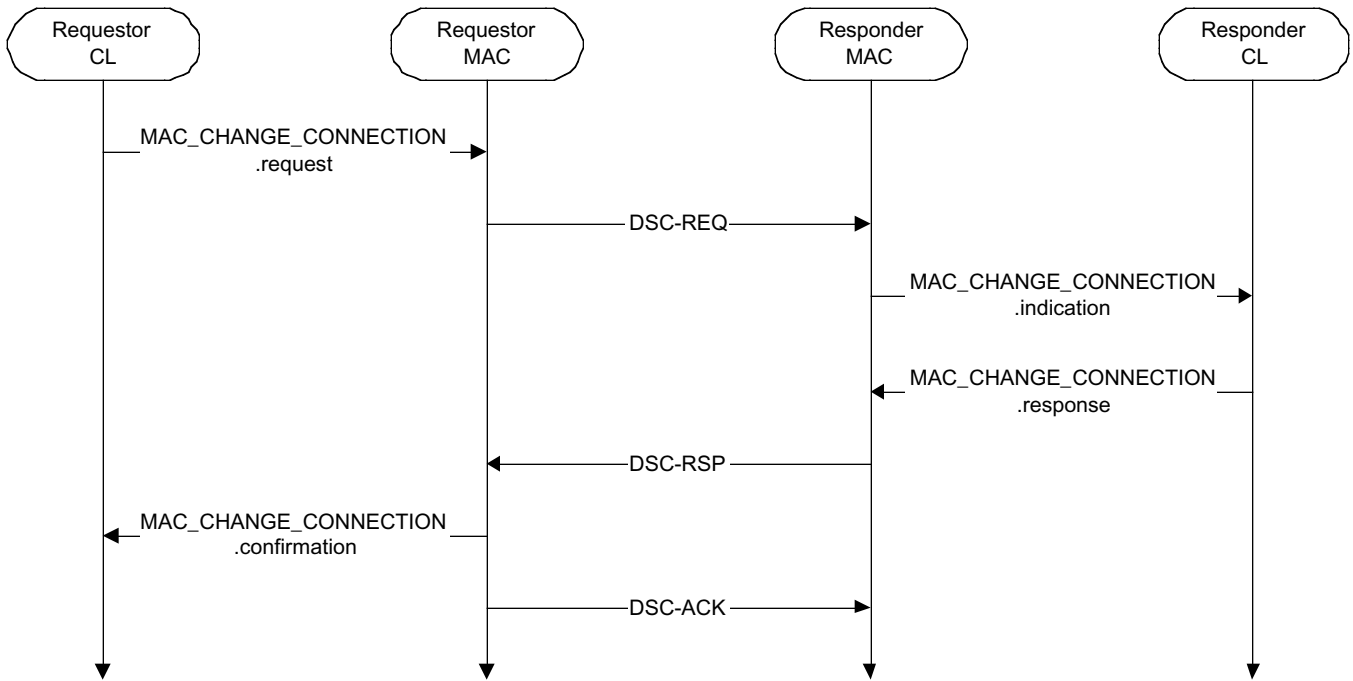 Requestor
CL
Requestor
MAC
Responder
MAC
Responder
CL
MAC_CHANGE_CONNECTION
.request
DSC-REQ
MAC_CHANGE_CONNECTION
.indication
MAC_CHANGE_CONNECTION
.response
DSC-RSP
MAC_CHANGE_CONNECTION
.confirmation
DSC-ACK